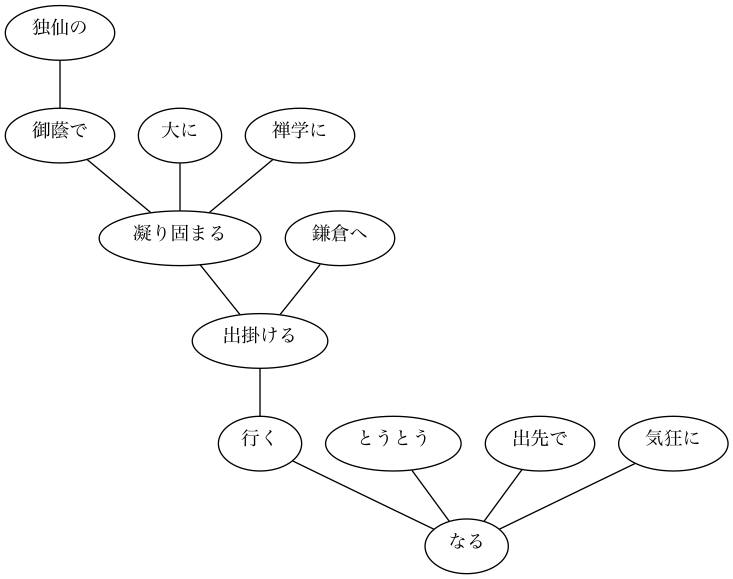 独仙の
御蔭で
大に
禅学に
凝り固まる
鎌倉へ
出掛ける
行く
とうとう
出先で
気狂に
なる